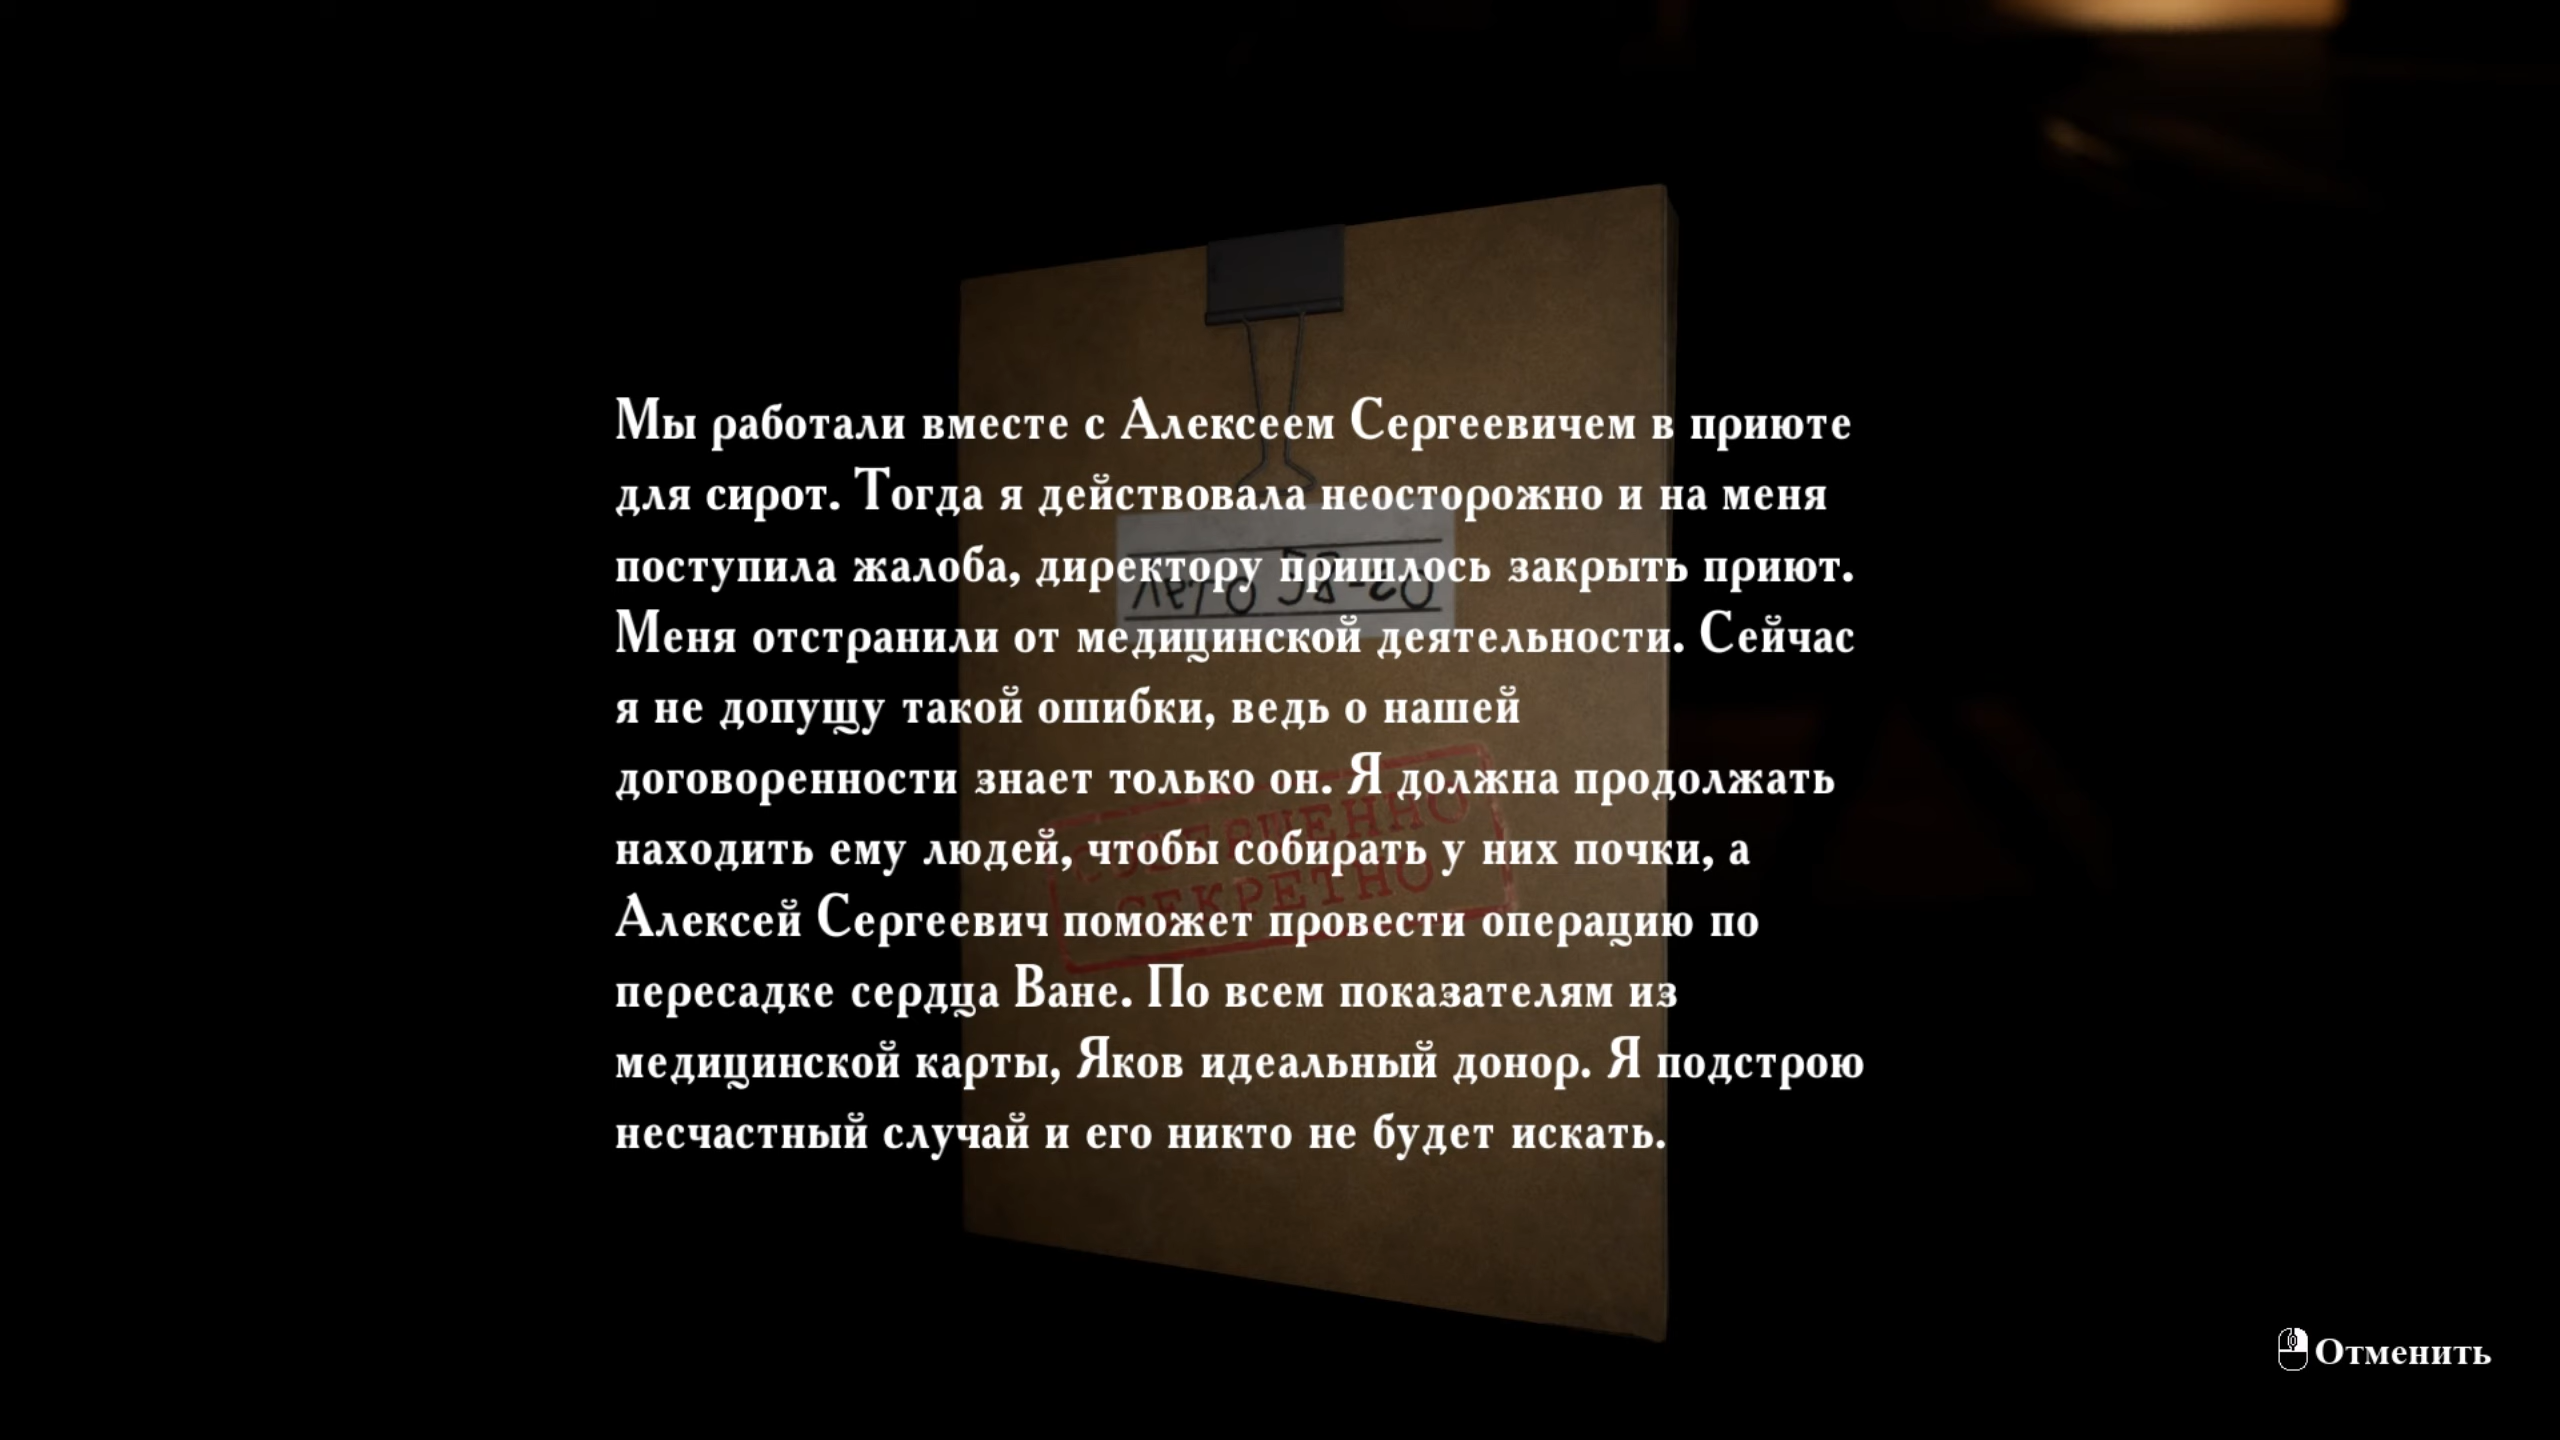 Мы работали вместе с Алексеем Сергеевичем в приюте
для сирот. Тогда я действовала неосторожно и на меня
поступила жалоба, директору пришлось закрыть приют.
Меня отстранили от медицинской деятельности. Сейчас
я не допущу такой ошибки, ведь о нашей
договоренности знает только он. Я должна продолжать
находить ему людей, чтобы собирать у них почки, а
Алексей Сергеевич поможет провести операцию по
пересадке сердца Ване. По всем показателям из
медицинской карты, Яков идеальный донор. Я подстрою
несчастный случай и его никто не будет искать.
СОВЕРШЕННО
СЕКРЕТНО
Отменить